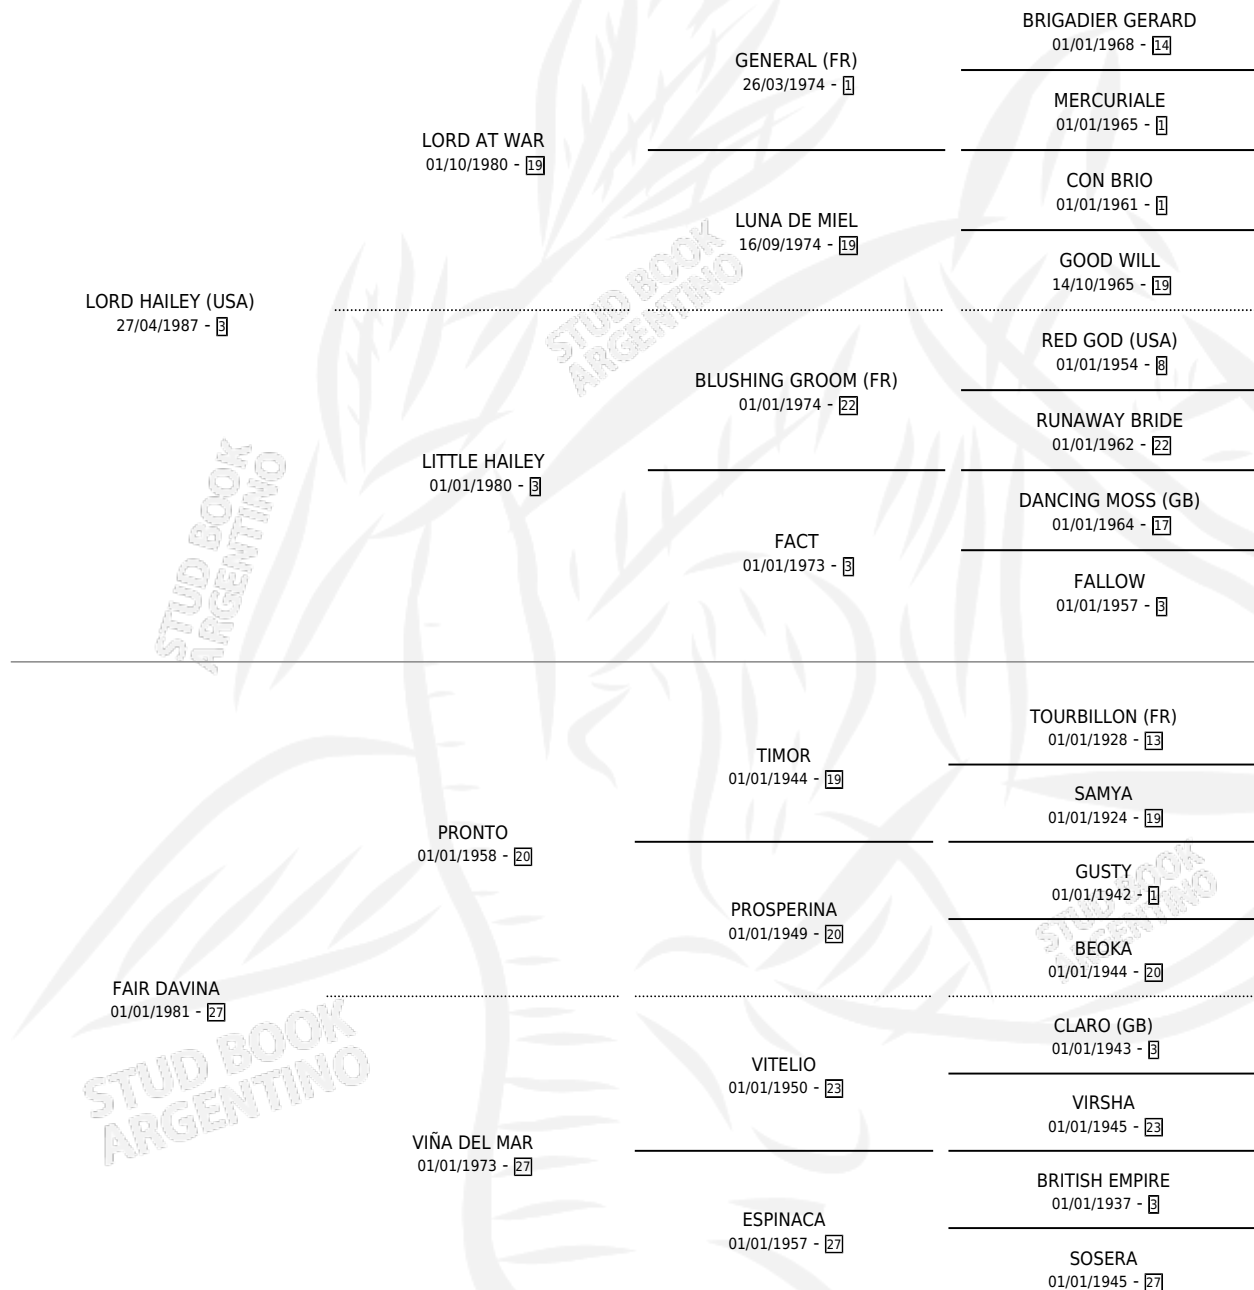 BRIGADIER GERARD
01/01/1968 - 14
GENERAL (FR)
26/03/1974 - 1
MERCURIALE
01/01/1965 - 1
LORD AT WAR
01/10/1980 - 19
CON BRIO
01/01/1961 - 1
LUNA DE MIEL
16/09/1974 - 19
GOOD WILL
14/10/1965 - 19
LORD HAILEY (USA)
27/04/1987 - 3
RED GOD (USA)
01/01/1954 - 8
BLUSHING GROOM (FR)
01/01/1974 - 22
RUNAWAY BRIDE
01/01/1962 - 22
LITTLE HAILEY
01/01/1980 - 3
DANCING MOSS (GB)
01/01/1964 - 17
FACT
01/01/1973 - 3
FALLOW
01/01/1957 - 3
TOURBILLON (FR)
01/01/1928 - 13
TIMOR
01/01/1944 - 19
SAMYA
01/01/1924 - 19
PRONTO
01/01/1958 - 20
GUSTY
01/01/1942 - 1
PROSPERINA
01/01/1949 - 20
BEOKA
01/01/1944 - 20
FAIR DAVINA
01/01/1981 - 27
CLARO (GB)
01/01/1943 - 3
VITELIO
01/01/1950 - 23
VIRSHA
01/01/1945 - 23
VIÑA DEL MAR
01/01/1973 - 27
BRITISH EMPIRE
01/01/1937 - 3
ESPINACA
01/01/1957 - 27
SOSERA
01/01/1945 - 27
STUD BOOK
ARGENTINO
STUD BOOK
ARGENTINO
STUD BOOK
ARGENTINO
STUD BOOK
ARGENTINO